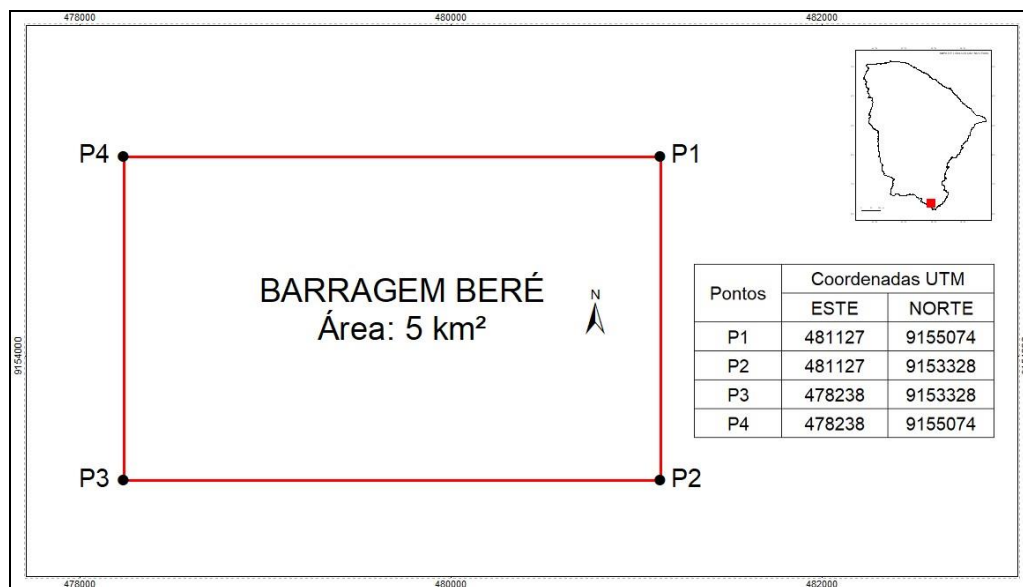 478000 480000 482000
P4 P1
BARRAGEM BERÉ
Área: 5 km²
N
9154000
P3 P2
Pontos Coordenadas UTM
ESTE NORTE
P1 481127 9155074
P2 481127 9153328
P3 478238 9153328
P4 478238 9155074
478000 480000 482000